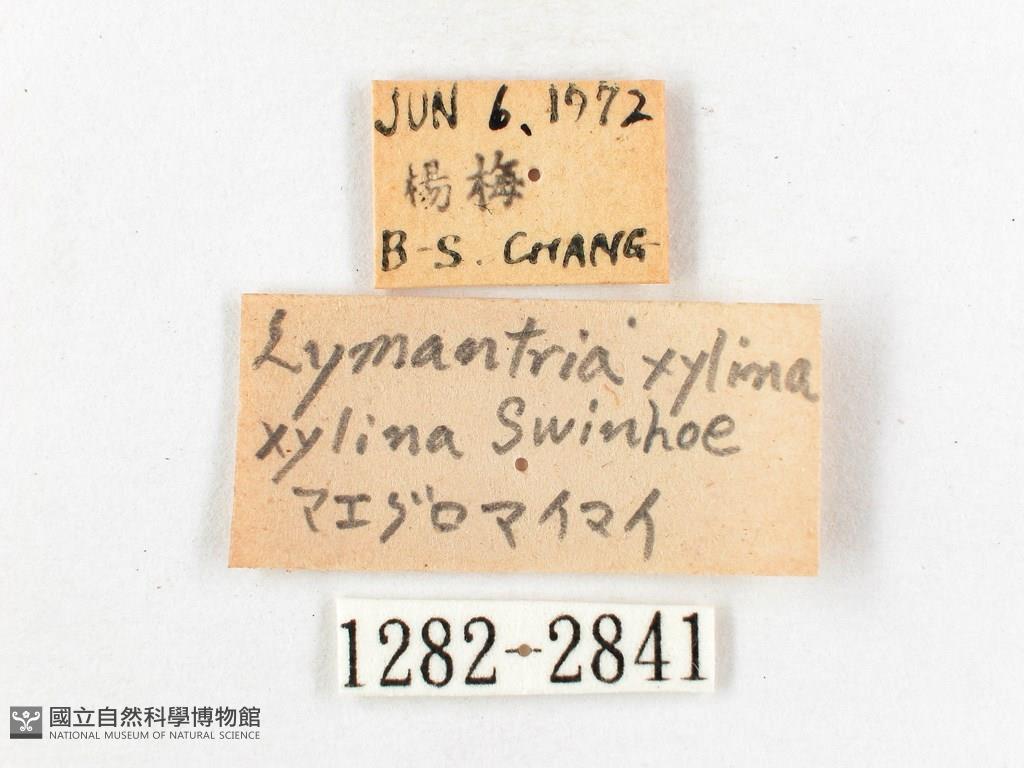 JUN 6, 1972
楊梅
B-S. CHANG
Lymantria xylina
xylina Swinhoe
マエグロマイマイ
1282-2841
國立自然科學博物館
NATIONAL MUSEUM OF NATURAL SCIENCE